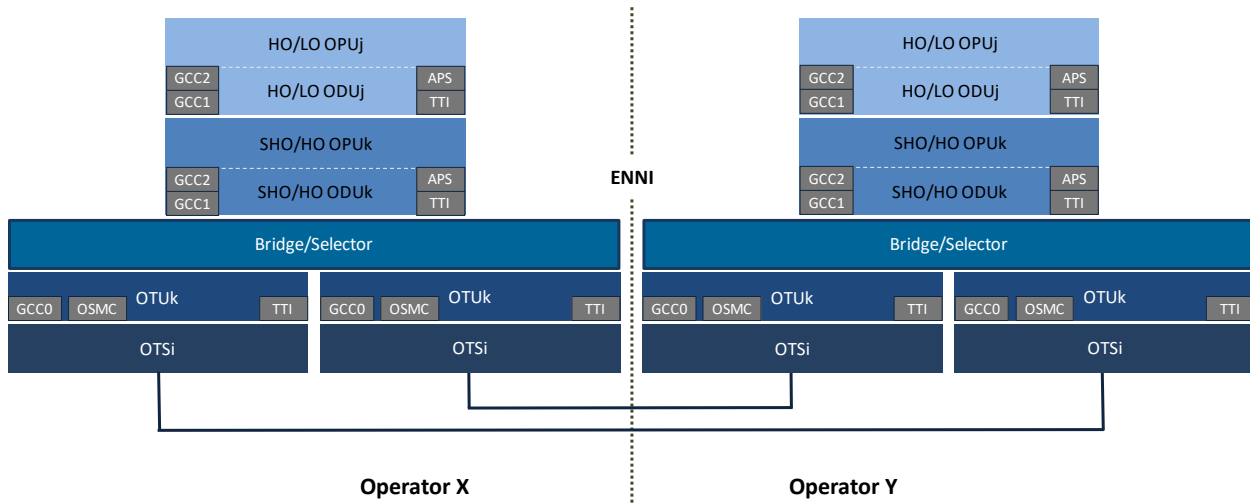 HO/LO OPUj
HO/LO OPUj
GCC2
APS
GCC2
APS
HO/LO ODUj
HO/LO ODUj
GCC1
TTI
GCC1
TTI
SHO/HO OPUk
SHO/HO OPUk
ENNI
GCC2
APS
GCC2
APS
SHO/HO ODUk
SHO/HO ODUk
GCC1
TTI
GCC1
TTI
Bridge/Selector
Bridge/Selector
OTUk
OTUk
OTUk
OTUk
GCC0
OSMC
TTI
GCC0
OSMC
TTI
GCC0
OSMC
TTI
GCC0
OSMC
TTI
OTSi
OTSi
OTSi
OTSi
Operator X
Operator Y